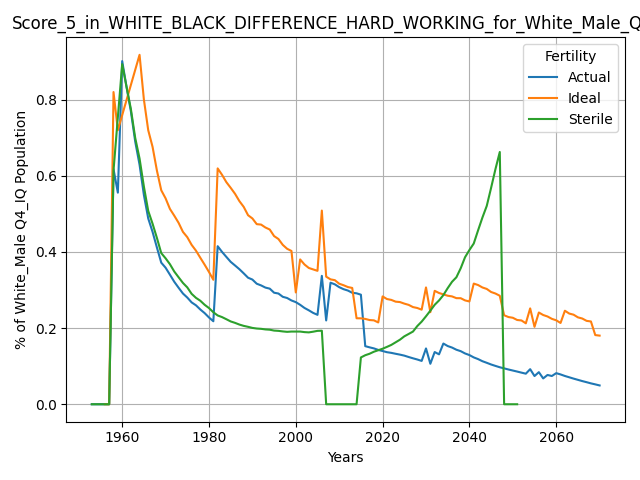 Score_5_in_WHITE_BLACK_DIFFERENCE_HARD_WORKING_for_White_Male_Q
Fertility
Actual
Ideal
Sterile
% of White_Male Q4_IQ Population
0.8
0.6
0.4
0.2
0.0
1960 1980 2000 2020 2040 2060
Years